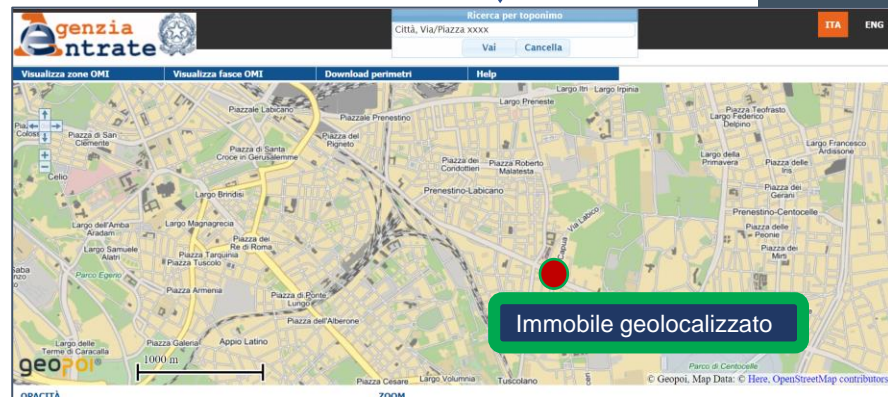 Agenzia
Entrate
Ricerca per toponimo
Città, Via/Piazza xxxx
Vai Cancella
ITA ENG
Visualizza zone OMI Visualizza fasce OMI Download perimetri Help
Largo Itri
Largo Irpinia
Largo Preneste
Piazzale Labicano
Piazzale Prenestino
Piazza Teofrasto
Largo Federico
Delpino
Piazza di San
Clemente
Piazza del
Pigneto
Piazza di Santa
Croce in Gerusalemme
Largo Francesco
Ardissone
Largo della
Primavera
Piazza dei
Condottieri
Piazza Roberto
Malatesta
Piazza delle
Iris
Celio
Largo Brindisi
Prenestino-Labicano
Piazza dei
Gerani
Prenestino-Centocelle
Largo dell'Amba
Aradam
Largo Magnagrecia
Via Labico
Capua
Piazza delle
Peonie
Piazza dei
Re di Roma
Piazza dei
Mirti
Largo Samuele
Alatri
Piazza Tarquinia
Piazza Tuscolo
Parco Egerio
Piazza Armenia
Piazza di Ponte
Lungo
Piazza dell'Alberone
Immobile geolocalizzato
Largo delle
Terme di Caracalla
Piazza Galeria
Appio Latino
Parco di Centocelle
geopoi
1000 m
Piazza Cesare
Largo Volumnia
Tuscolano
© Geopoi, Map Data: © Here, OpenStreetMap contributors
OPACITÀ ZOOM